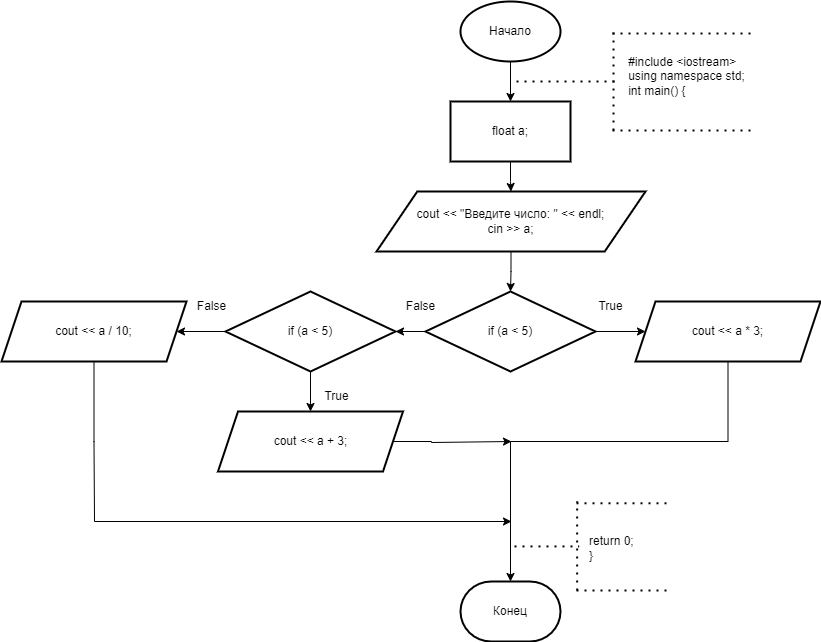 Начало
#include <iostream>
using namespace std;
int main() {
float a;
cout << "Введите число: " << endl;
cin >> a;
False
False
True
cout << a / 10;
if (a < 5)
if (a < 5)
cout << a * 3;
True
cout << a + 3;
return 0;
}
Конец